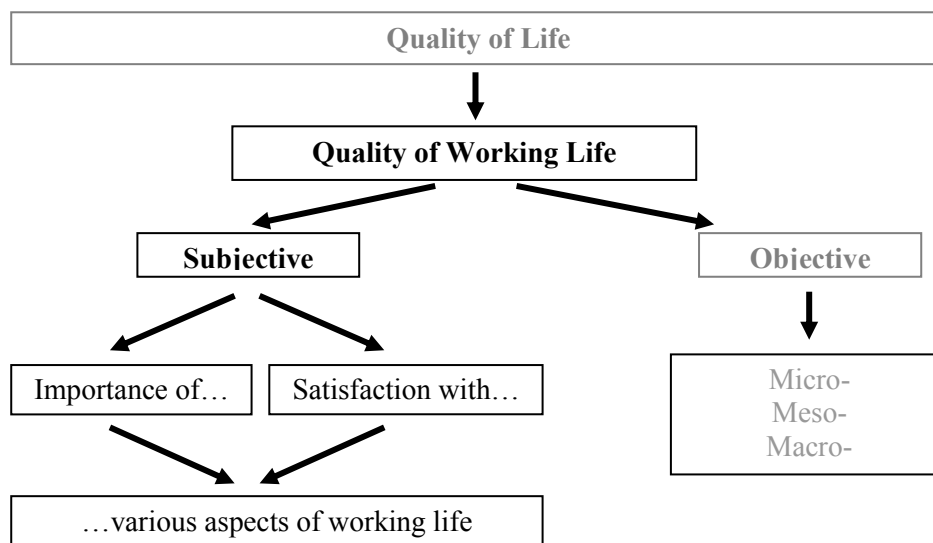 Quality of Life
Quality of Working Life
Subjective
Objective
Importance of…
Satisfaction with…
Micro-
Meso-
Macro-
…various aspects of working life